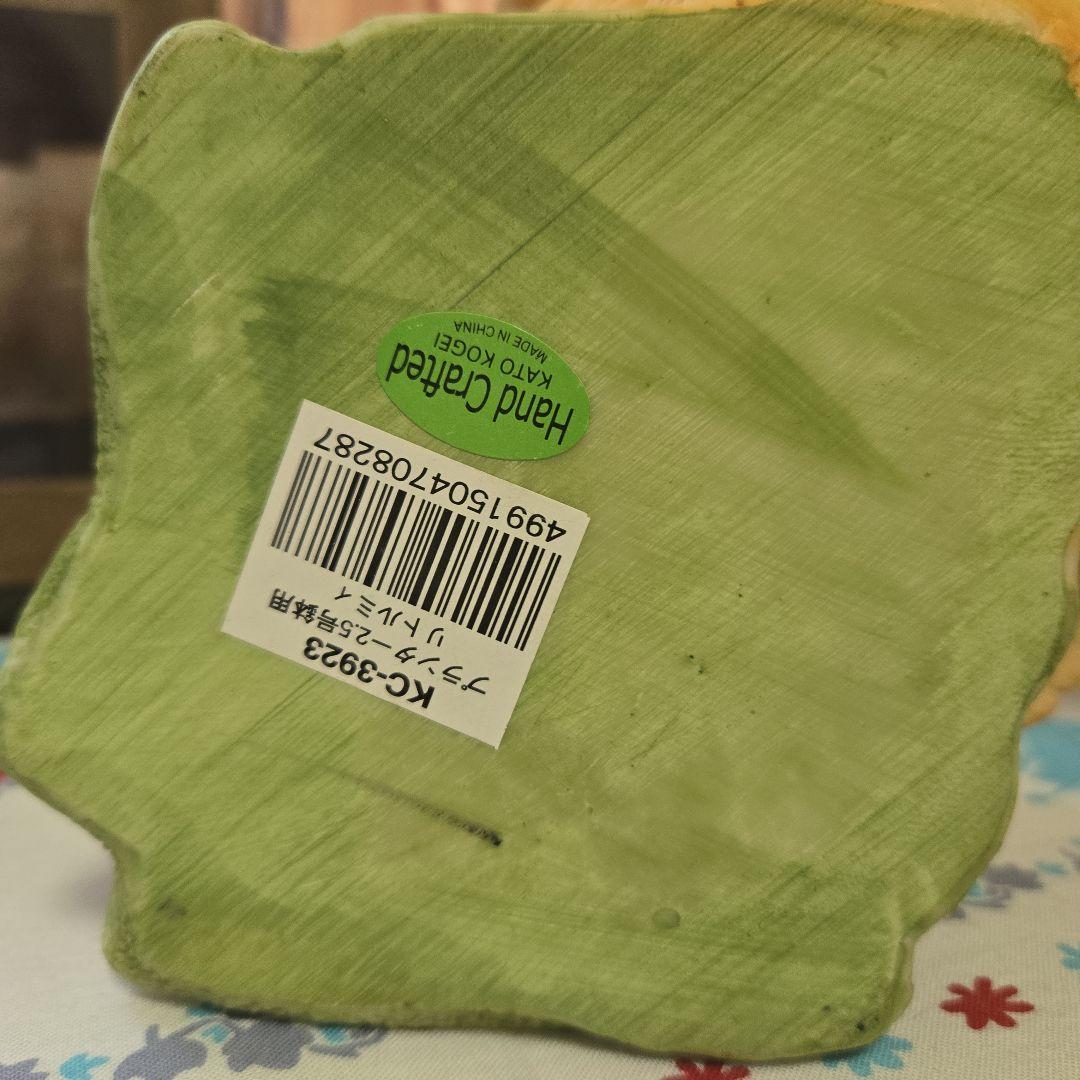 KC-3923
プランター2.5号鉢用
リトルミイ
4991504708287
Hand Crafted
KATO KOGEI
MADE IN CHINA